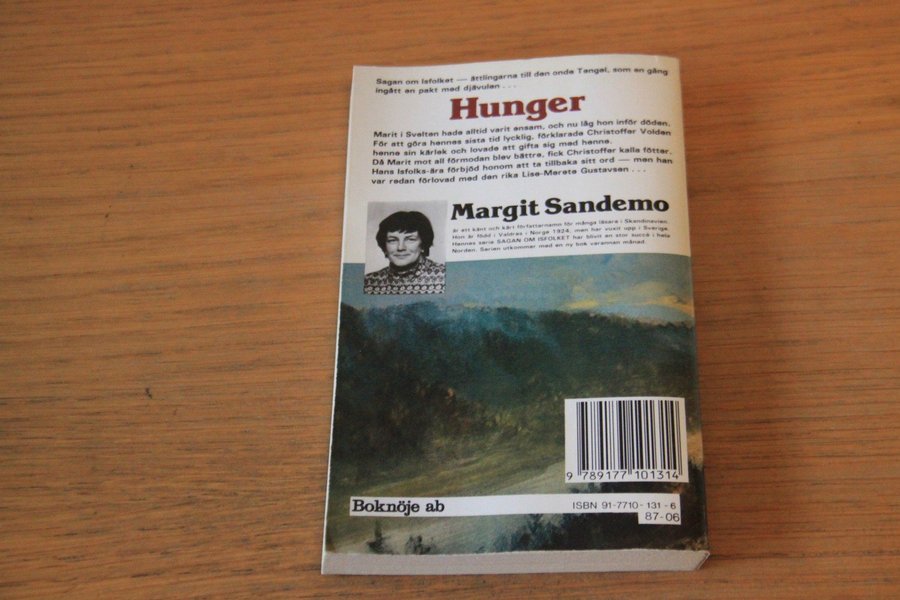 Sagan om Isfolket — ättlingarna till den onde Tengel, som en gång
ingått en pakt med djävulen . . .
Hunger
Marit i Svelten hade alltid varit ensam, och nu låg hon inför döden.
För att göra hennes sista tid lycklig, förklarade Christoffer Volden
henne sin kärlek och lovade att gifta sig med henne.
Då Marit mot all förmodan blev bättre, fick Christoffer kalla fötter.
Hans Isfolks-ära förbjöd honom att ta tillbaka sitt ord — men han
var redan förlovad med den rika Lise-Merete Gustavsen . . .
Margit Sandemo
är ett känt och kärt författarnamn för många läsare i Skandinavien.
Hon är född i Valdres i Norge 1924, men har vuxit upp i Sverige.
Hennes serie SAGAN OM ISFOLKET har blivit en stor succé i hela
Norden. Serien utkommer med en ny bok varannan månad.
9 789177 101314
Boknöje ab
ISBN 91-7710-131-6
87-06